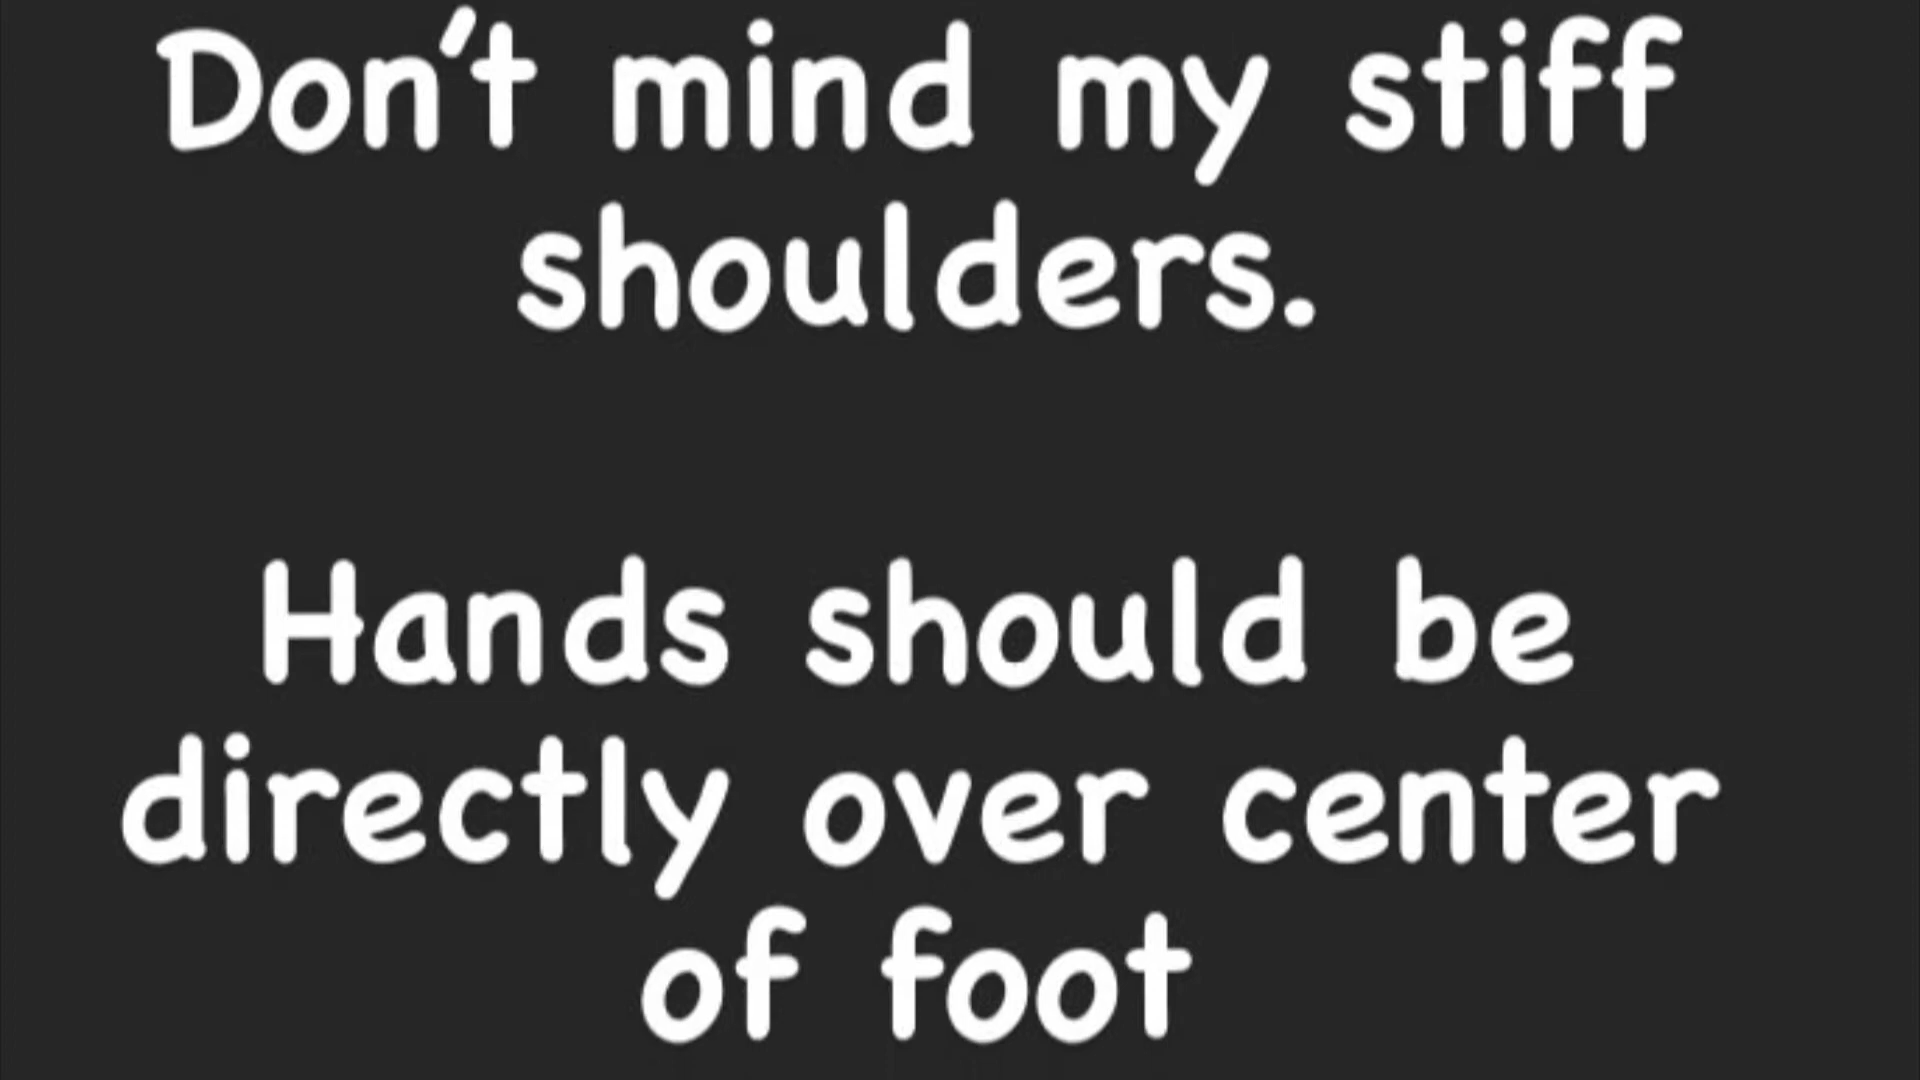 Don't mind my stiff
shoulders.
Hands should be
directly over center
of foot